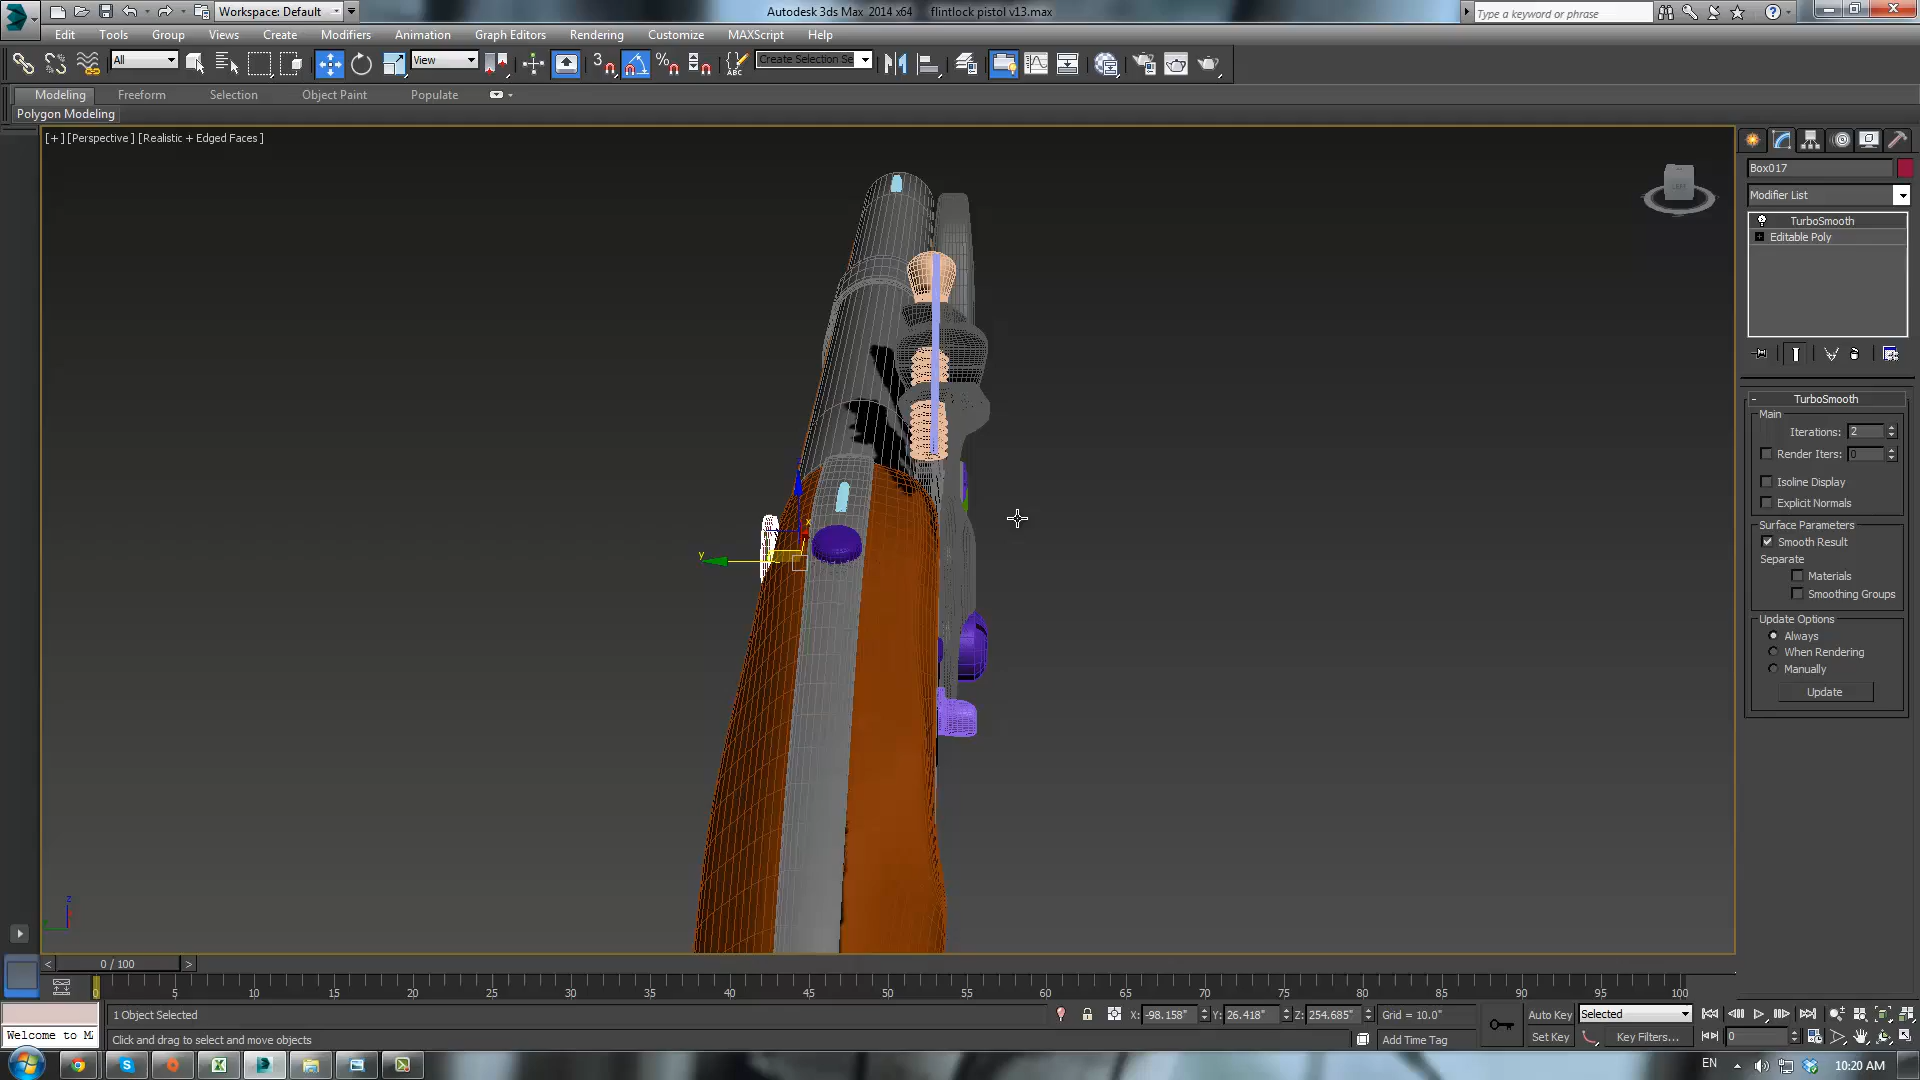 Workspace: Default
Autodesk 3ds Max 2014 x64 flintlock pistol v13.max
Type a keyword or phrase
Edit Tools Group Views Create Modifiers Animation Graph Editors Rendering Customize MAXScript Help
All View Create Selection Se
Modeling Freeform Selection Object Paint Populate
Polygon Modeling
[+] [Perspective] [Realistic + Edged Faces]
Box017
Modifier List
TurboSmooth
Editable Poly
TurboSmooth
Main
Iterations: 2
Render Iters: 0
Isoline Display
Explicit Normals
Surface Parameters
Smooth Result
Separate
Materials
Smoothing Groups
Update Options
Always
When Rendering
Manually
Update
x
y
z
0 / 100
5 10 15 20 25 30 35 40 45 50 55 60 65 70 75 80 85 90 95 100
1 Object Selected
X: -98.158" Y: 26.418" Z: 254.685" Grid = 10.0"
Auto Key Selected
Welcome to Mi
Click and drag to select and move objects
Add Time Tag
Set Key Key Filters... 0
EN 10:20 AM